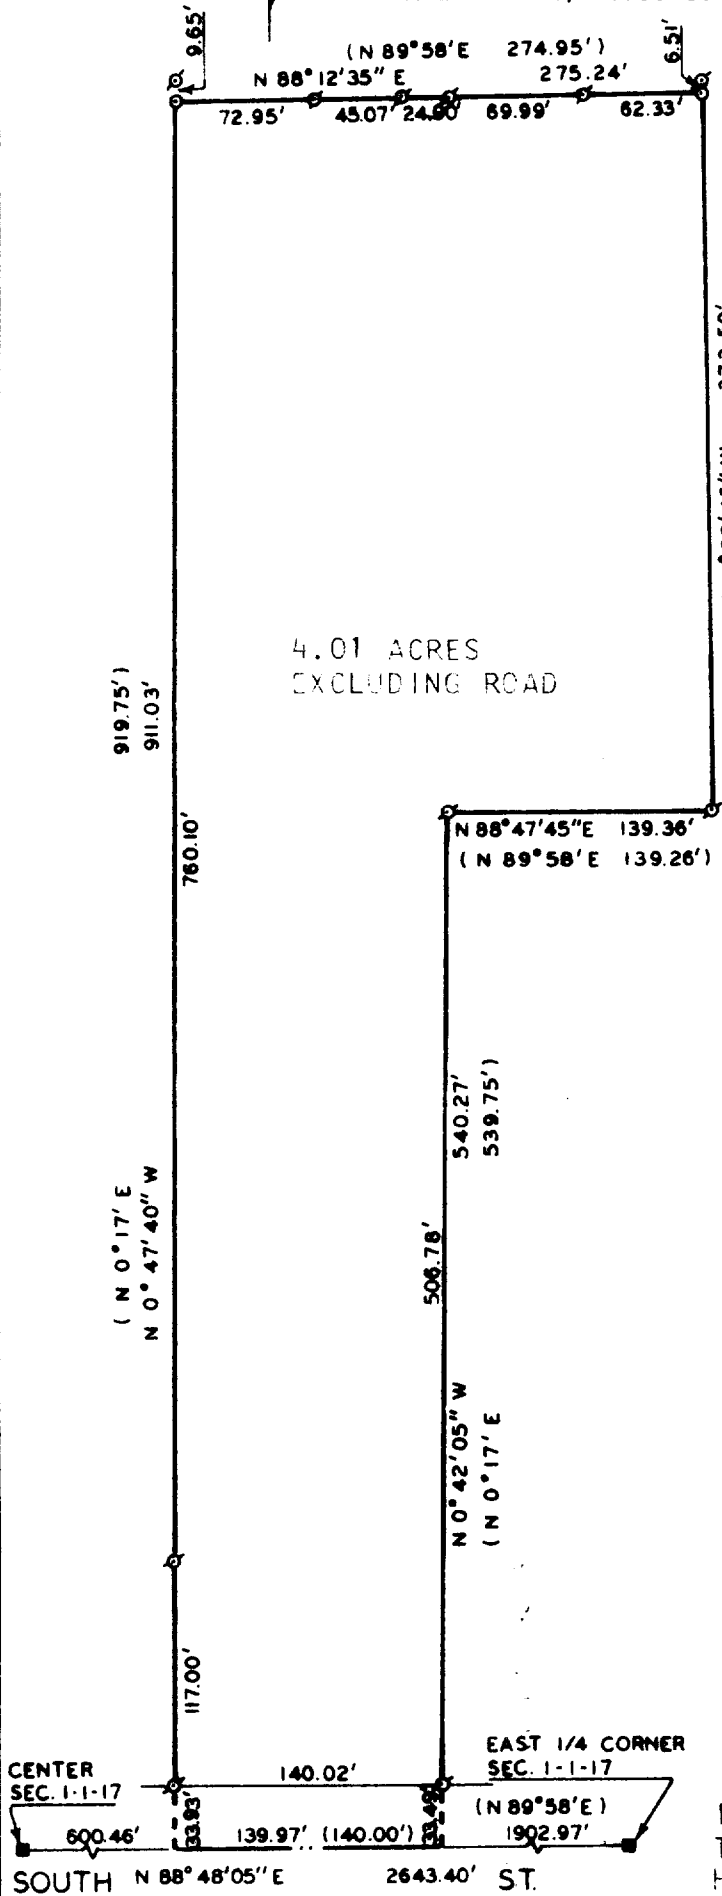 9.65'
(N 89°58'E 274.95')
6.51'
N 88°12'35" E 275.24'
72.95' 45.07' 24.90' 69.99' 62.33'
4.01 ACRES
EXCLUDING ROAD
919.75')
911.03'
760.10'
N 88°47'45"E 139.36'
(N 89°58'E 139.26')
540.27'
539.75')
506.78'
(N 0°17'E
N 0°47'40" W
N 0°42'05" W
(N 0°17'E
117.00'
CENTER
SEC. 1-1-17
140.02'
EAST 1/4 CORNER
SEC. 1-1-17
33.93'
33.49'
(N 89°58'E)
600.46' 139.97' (140.00') 1902.97'
SOUTH N 88°48'05"E 2643.40' ST.